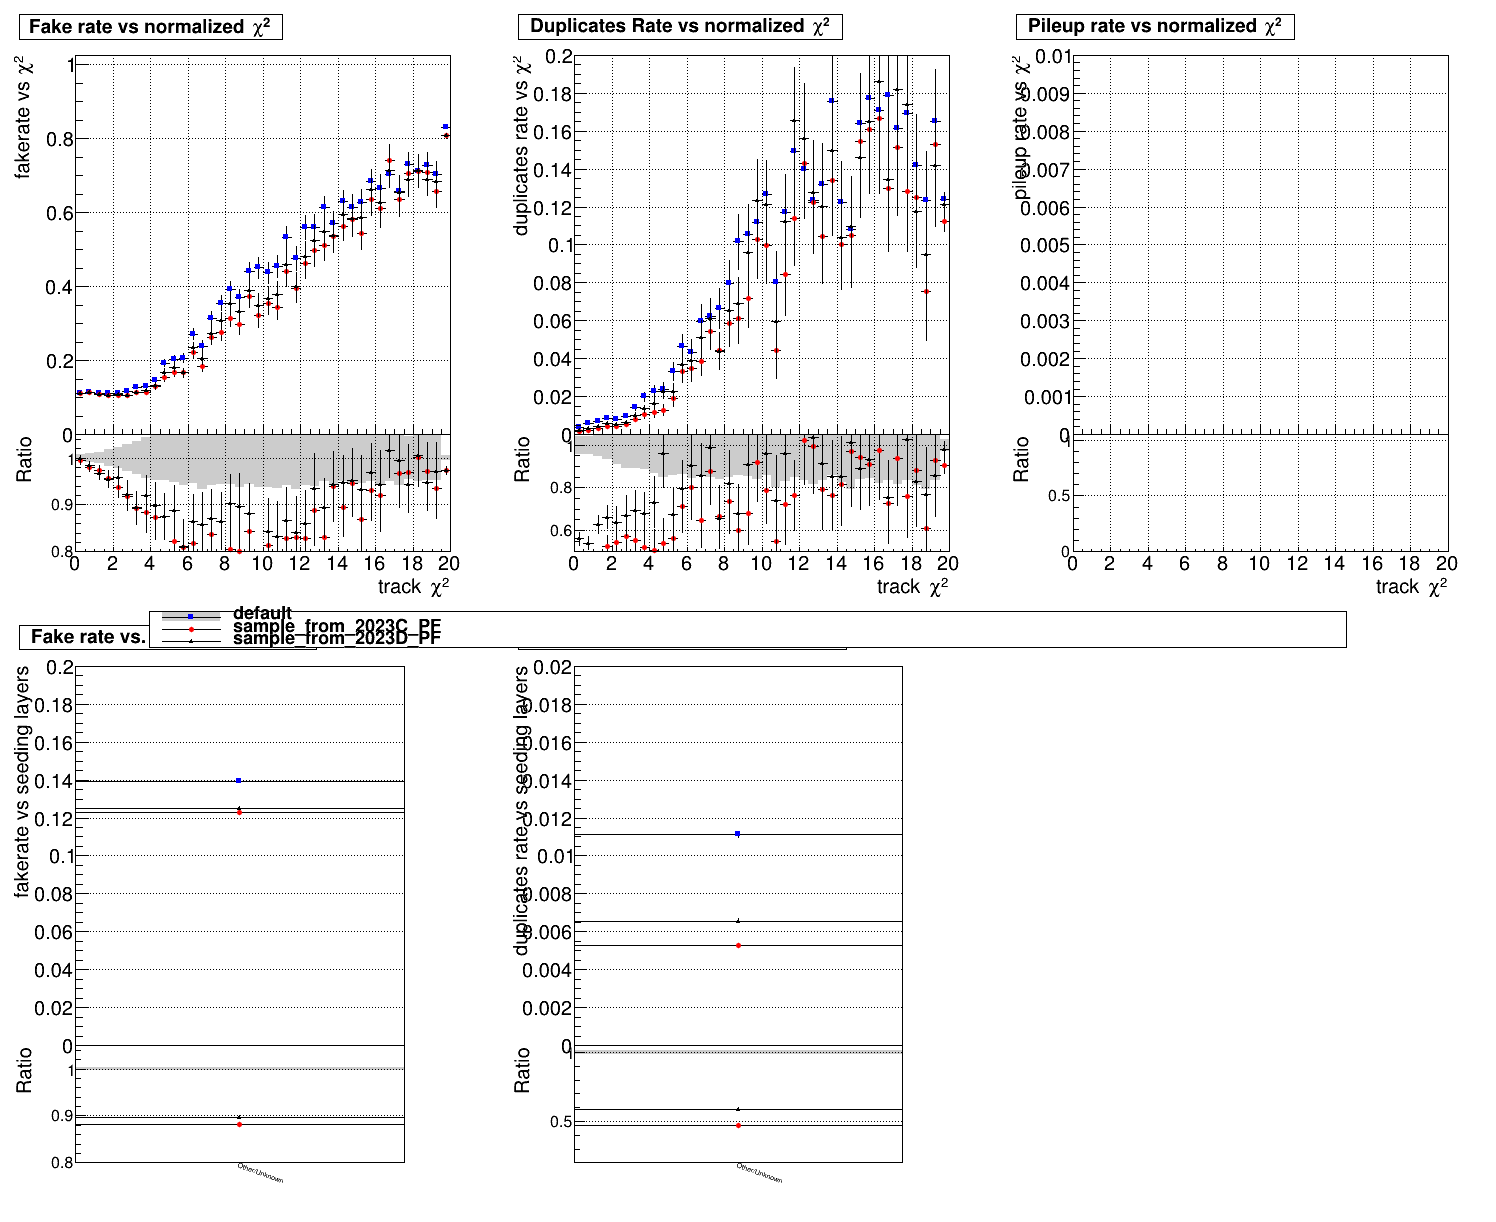 Fake rate vs normalized χ²
Duplicates Rate vs normalized χ²
Pileup rate vs normalized χ²
fakerate vs χ²
1
0.8
0.6
0.4
0.2
0
Ratio
1
0.9
0.8
0 2 4 6 8 10 12 14 16 18 20
track χ²
duplicates rate vs χ²
0.2
0.18
0.16
0.14
0.12
0.1
0.08
0.06
0.04
0.02
0
Ratio
1
0.8
0.6
0 2 4 6 8 10 12 14 16 18 20
track χ²
pileup rate vs χ²
0.01
0.009
0.008
0.007
0.006
0.005
0.004
0.003
0.002
0.001
0
Ratio
1
0.5
0
0 2 4 6 8 10 12 14 16 18 20
track χ²
default
sample_from_2023C_PF
sample_from_2023D_PF
Fake rate vs.
fakerate vs seeding layers
0.2
0.18
0.16
0.14
0.12
0.1
0.08
0.06
0.04
0.02
0
Ratio
1
0.9
0.8
Other/Unknown
duplicates rate vs seeding layers
0.02
0.018
0.016
0.014
0.012
0.01
0.008
0.006
0.004
0.002
0
Ratio
1
0.5
Other/Unknown